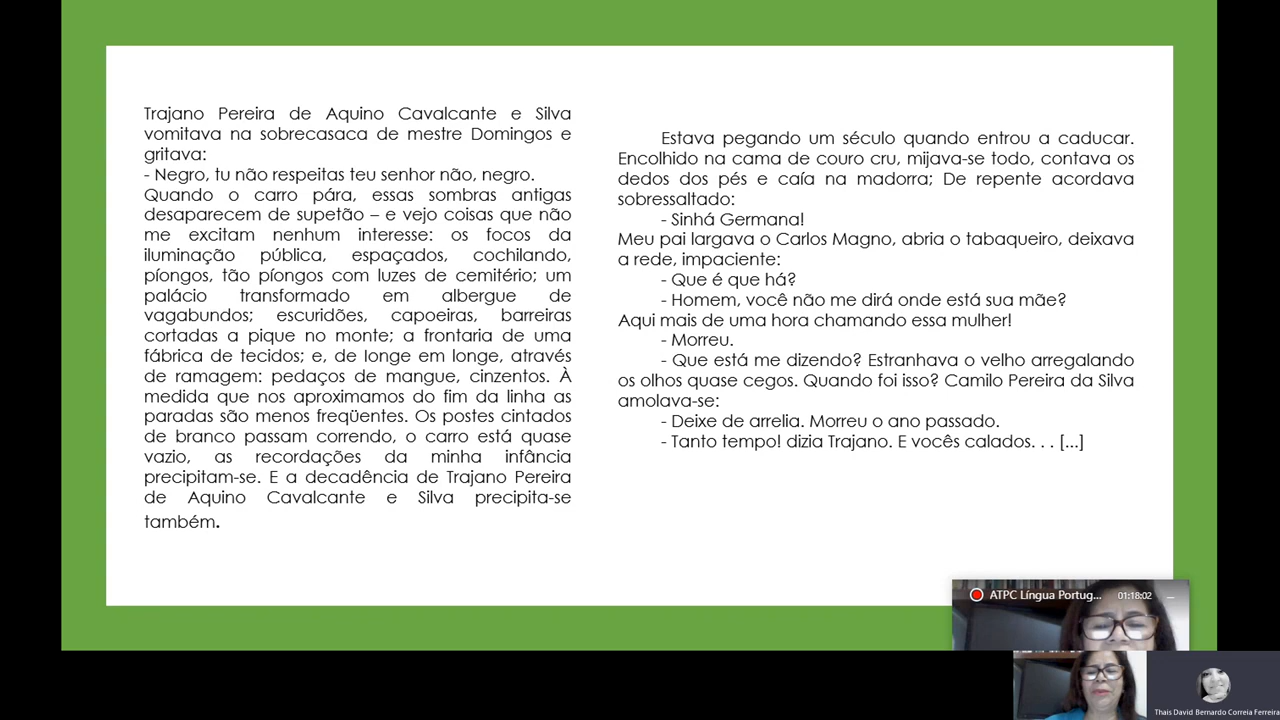 Trajano Pereira de Aquino Cavalcante e Silva
vomitava na sobrecasaca de mestre Domingos e
gritava:
- Negro, tu não respeitas teu senhor não, negro.
Quando o carro pára, essas sombras antigas
desaparecem de supetão – e vejo coisas que não
me excitam nenhum interesse: os focos da
iluminação pública, espaçados, cochilando,
píongos, tão píongos com luzes de cemitério; um
palácio transformado em albergue de
vagabundos; escuridões, capoeiras, barreiras
cortadas a pique no monte; a frontaria de uma
fábrica de tecidos; e, de longe em longe, através
de ramagem: pedaços de mangue, cinzentos. À
medida que nos aproximamos do fim da linha as
paradas são menos freqüentes. Os postes cintados
de branco passam correndo, o carro está quase
vazio, as recordações da minha infância
precipitam-se. E a decadência de Trajano Pereira
de Aquino Cavalcante e Silva precipita-se
também.
Estava pegando um século quando entrou a caducar.
Encolhido na cama de couro cru, mijava-se todo, contava os
dedos dos pés e caía na madorra; De repente acordava
sobressaltado:
- Sinhá Germana!
Meu pai largava o Carlos Magno, abria o tabaqueiro, deixava
a rede, impaciente:
- Que é que há?
- Homem, você não me dirá onde está sua mãe?
Aqui mais de uma hora chamando essa mulher!
- Morreu.
- Que está me dizendo? Estranhava o velho arregalando
os olhos quase cegos. Quando foi isso? Camilo Pereira da Silva
amolava-se:
- Deixe de arrelia. Morreu o ano passado.
- Tanto tempo! dizia Trajano. E vocês calados. . . [...]
ATPC Língua Portug... 01:18:02
Thais David Bernardo Correia Ferreira